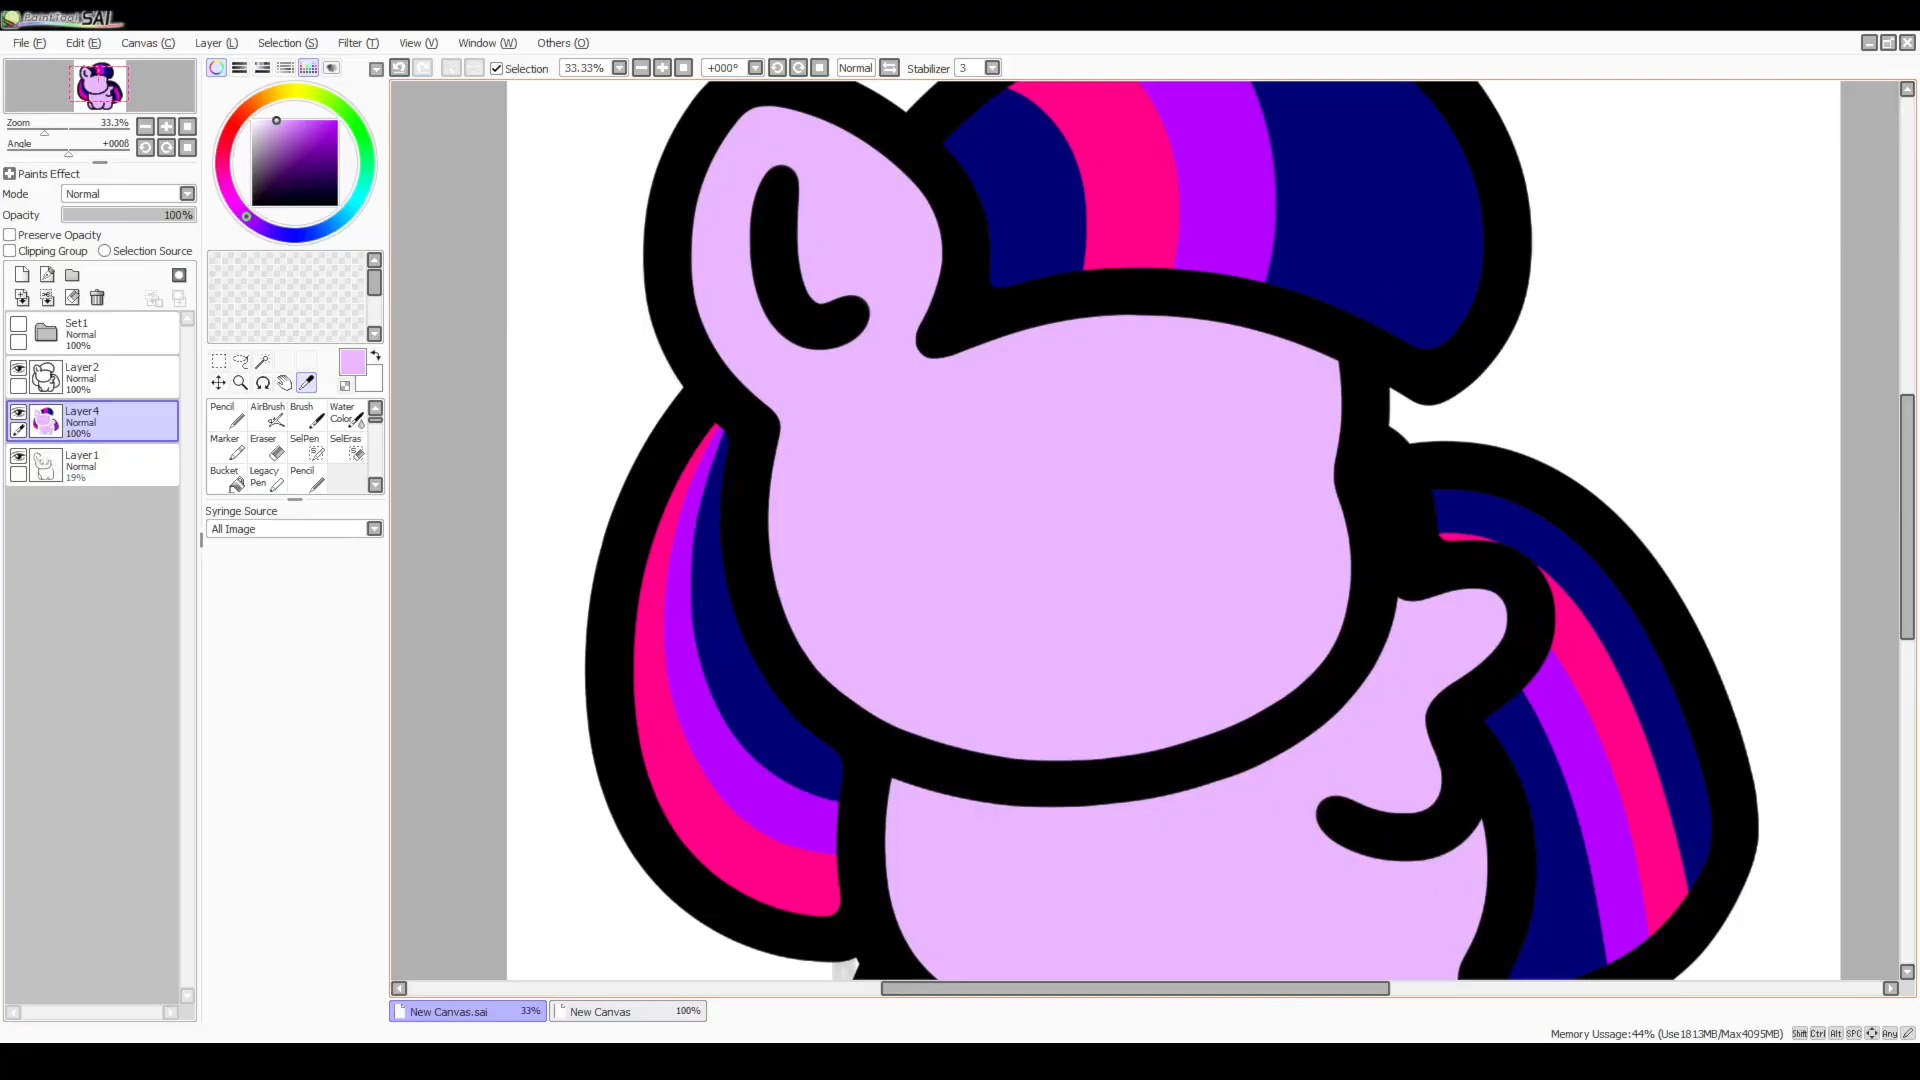 PaintTool SAI
File (F) Edit (E) Canvas (C) Layer (L) Selection (S) Filter (T) View (V) Window (W) Others (O)
Selection 33.33% +000° Normal Stabilizer 3
Zoom 33.3%
Angle +000ß
Paints Effect
Mode Normal
Opacity 100%
Preserve Opacity
Clipping Group Selection Source
Set1
Normal
100%
Layer2
Normal
100%
Layer4
Normal
100%
Layer1
Normal
19%
Pencil AirBrush Brush Water
Color
Marker Eraser SelPen SelEras
Bucket Legacy Pencil
Pen
Syringe Source
All Image
New Canvas.sai 33% New Canvas 100%
Memory Ussage:44% (Use1813MB/Max4095MB) Shift Ctrl Alt SPC Any